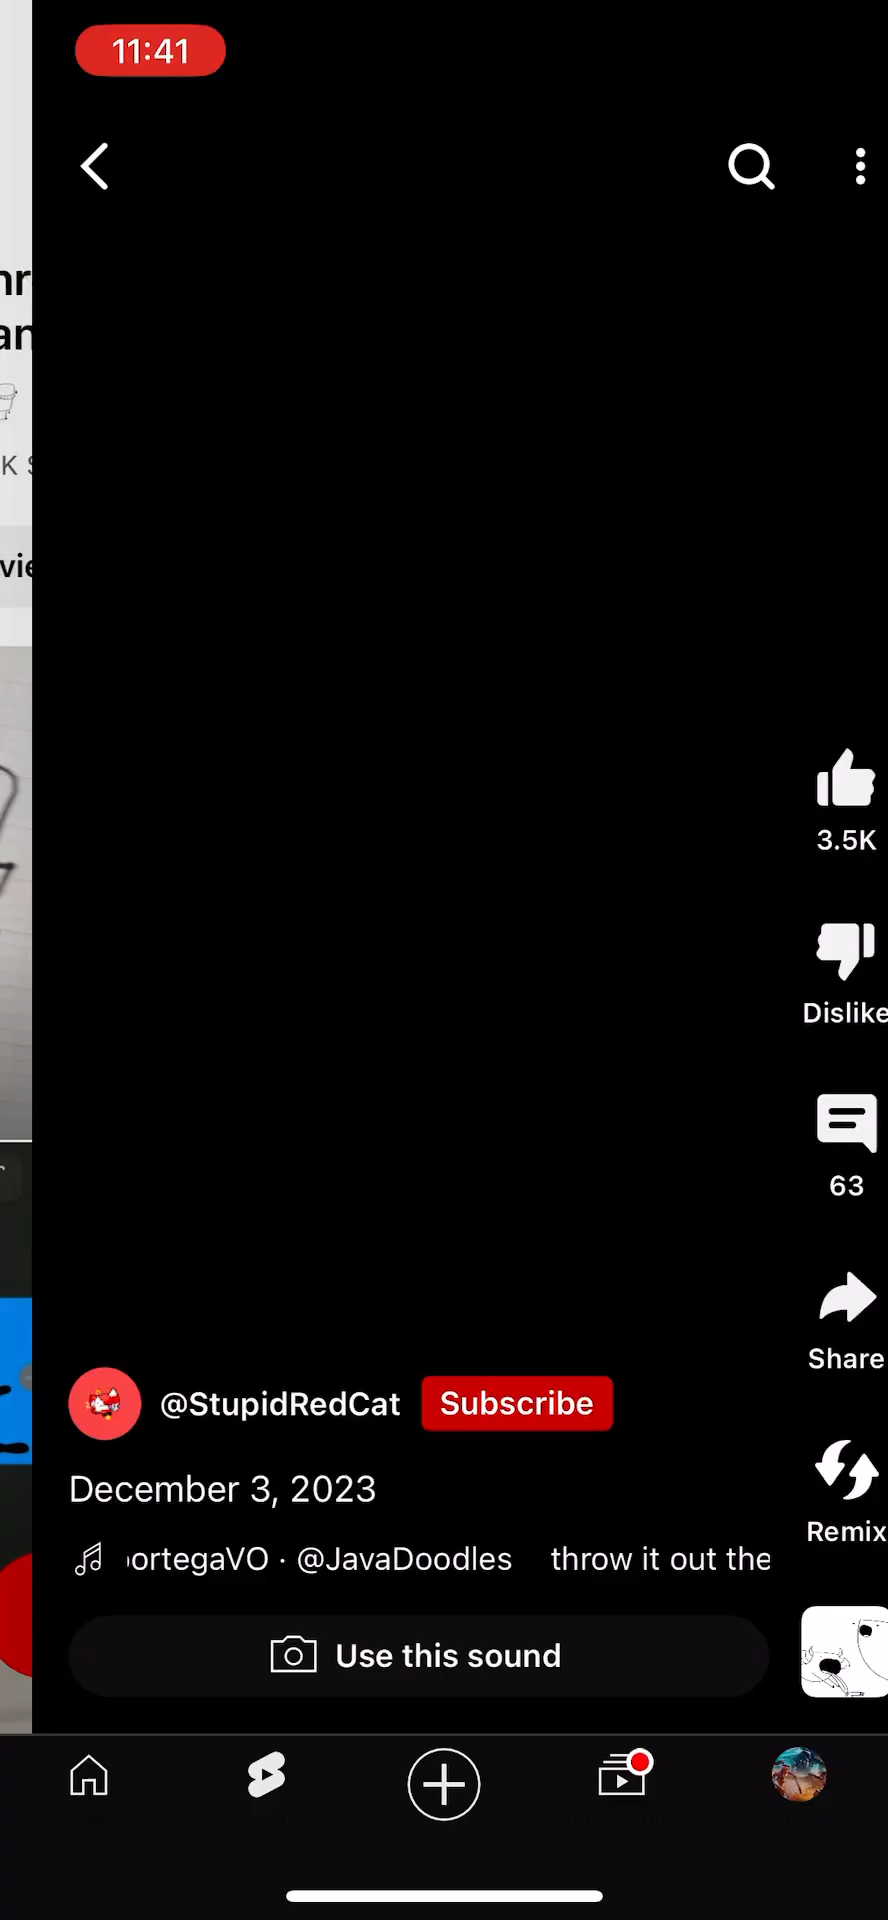 11:41
3.5K
Dislike
63
Share
@StupidRedCat Subscribe
December 3, 2023
ortegaVO · @JavaDoodles throw it out the
Remix
Use this sound